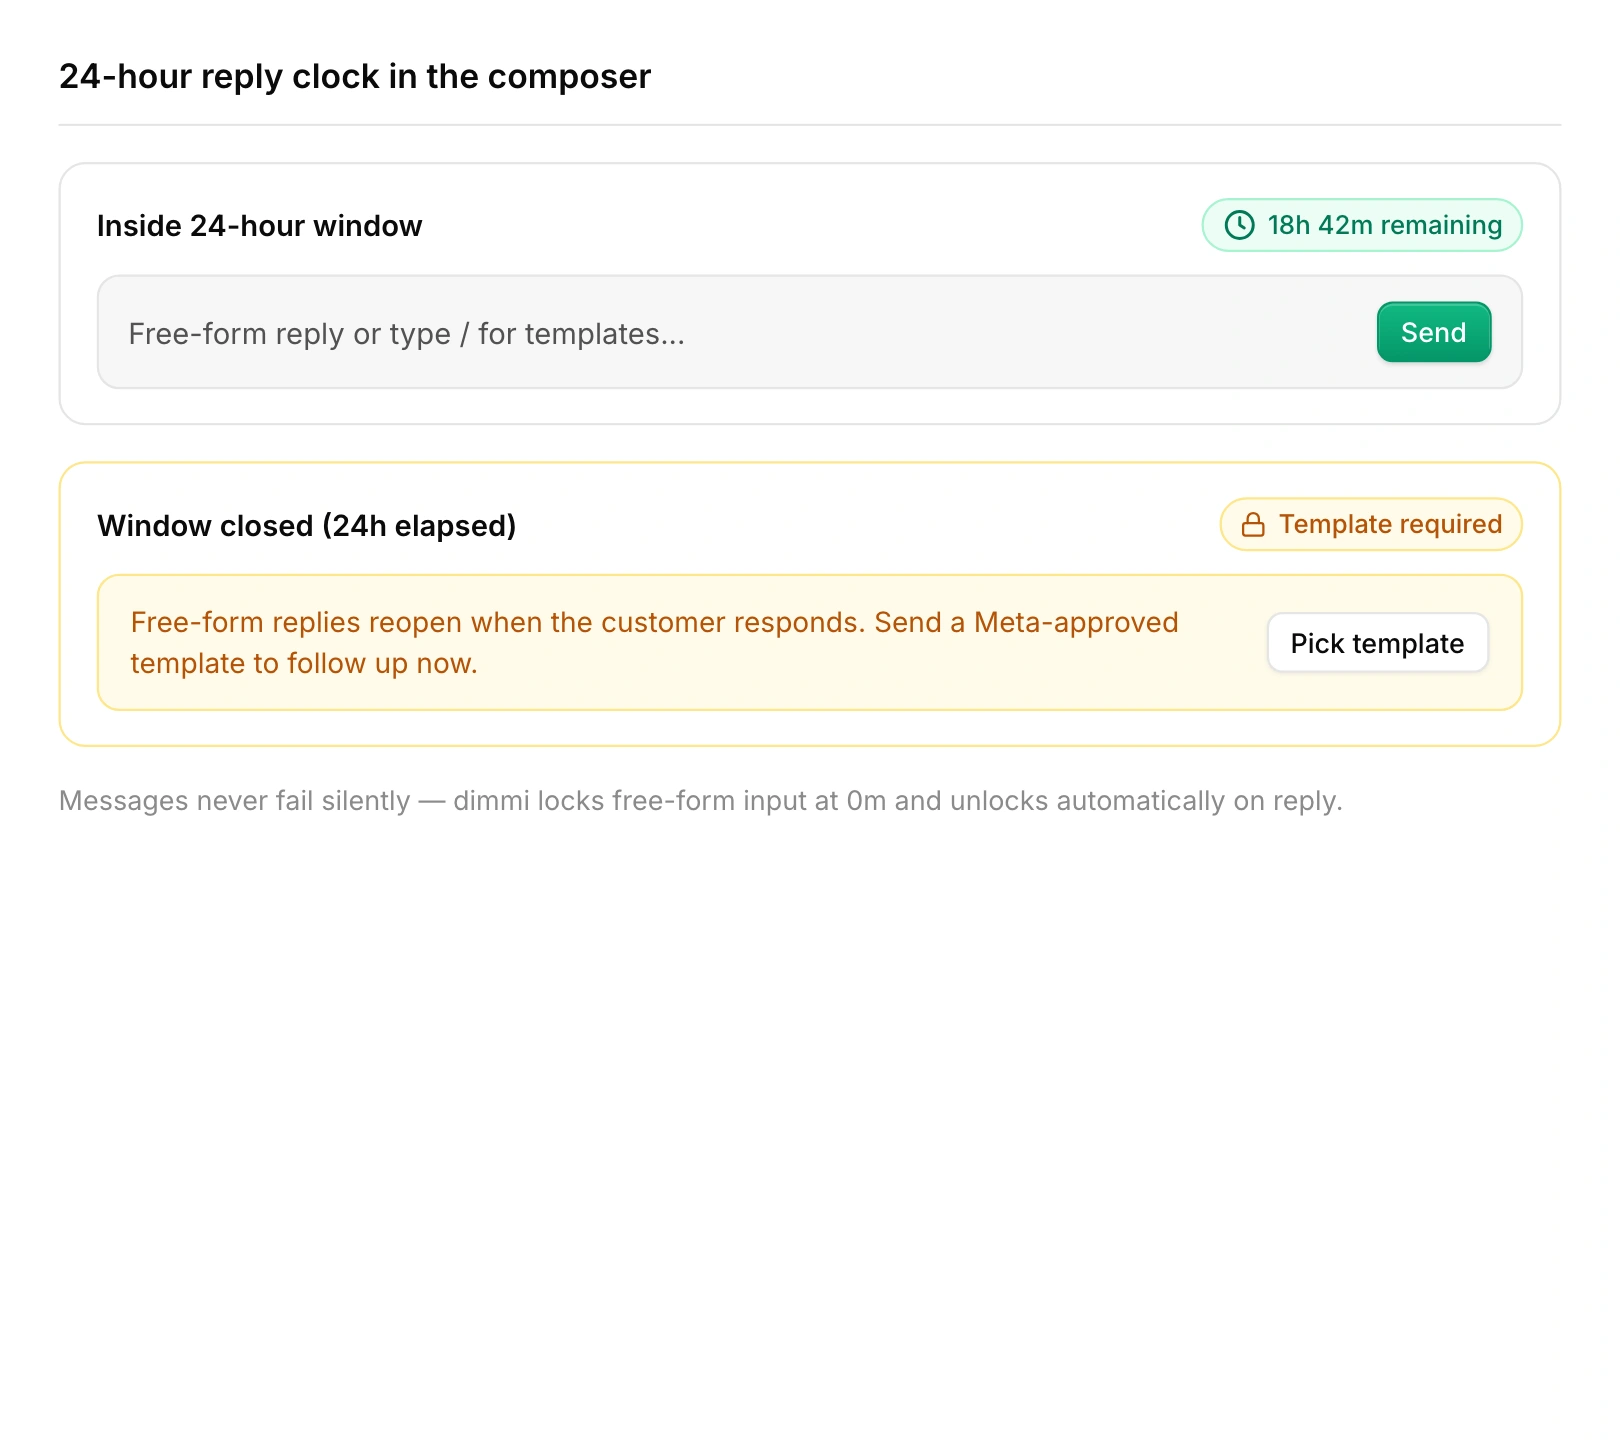 24-hour reply clock in the composer
Inside 24-hour window
18h 42m remaining
Free-form reply or type / for templates...
Send
Window closed (24h elapsed)
Template required
Free-form replies reopen when the customer responds. Send a Meta-approved
template to follow up now.
Pick template
Messages never fail silently — dimmi locks free-form input at 0m and unlocks automatically on reply.